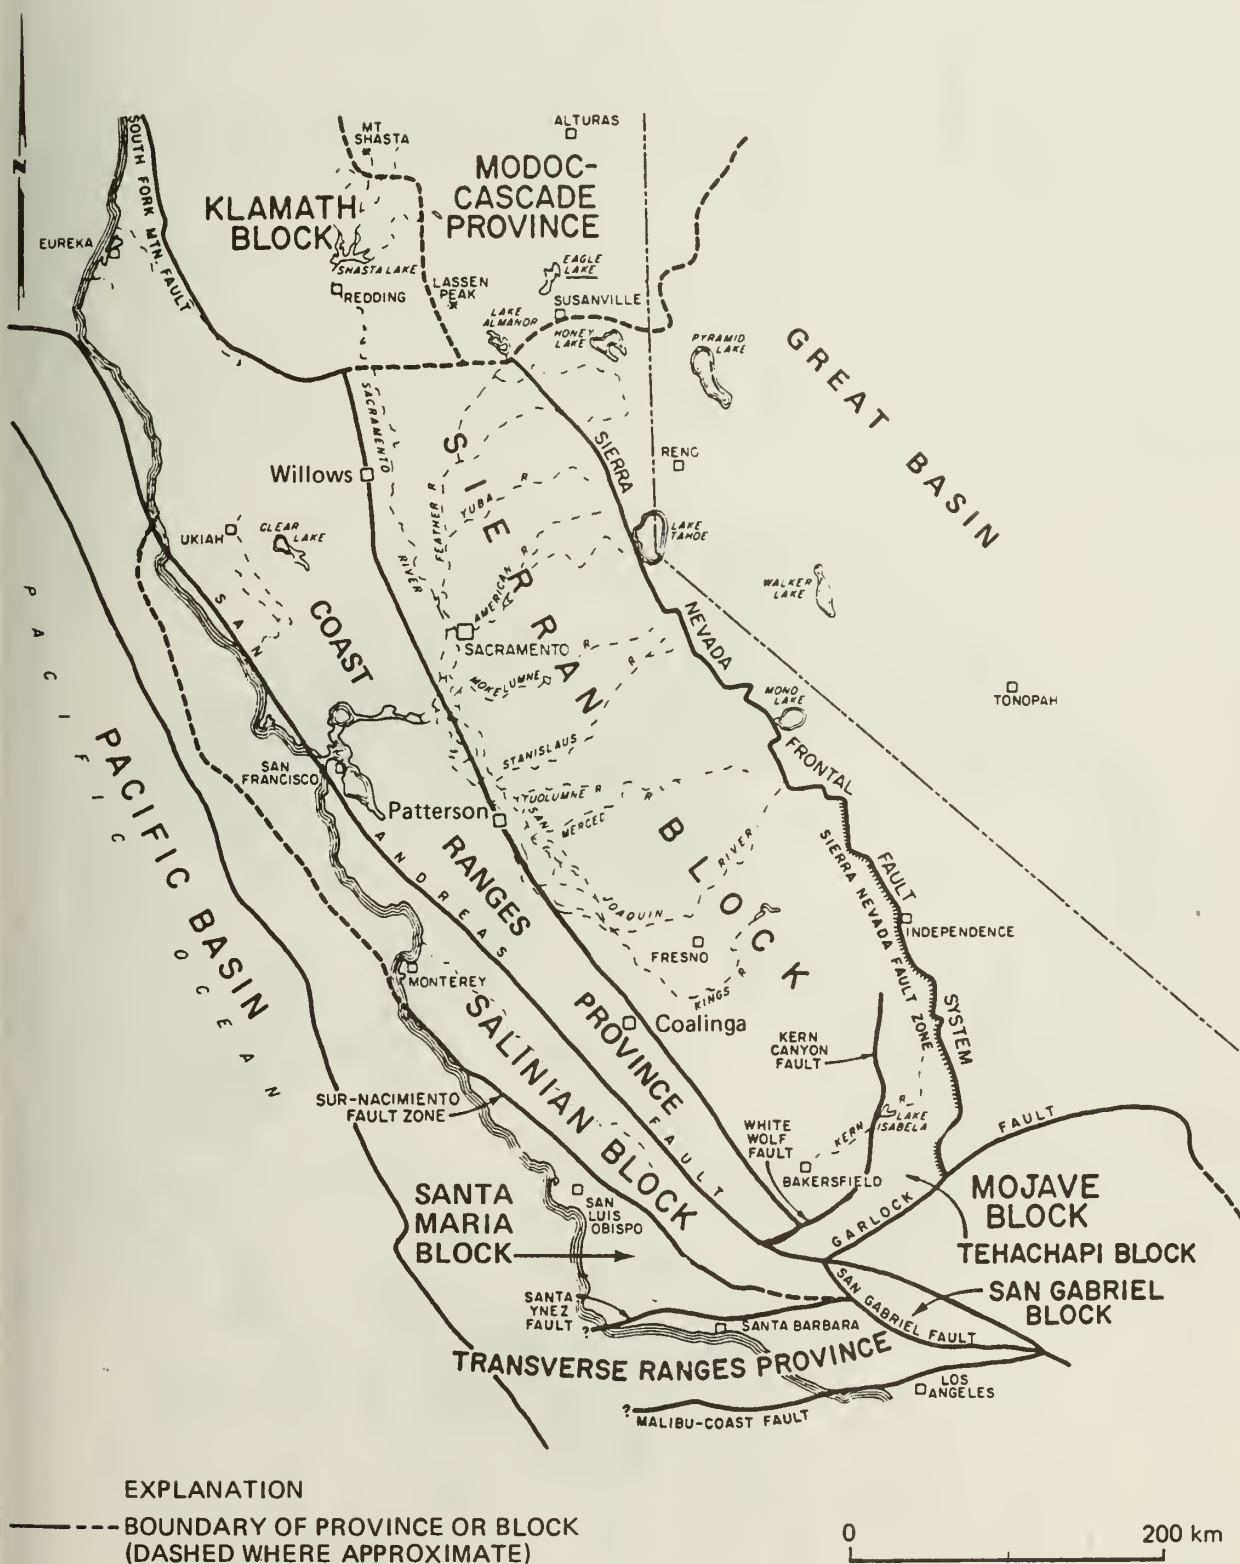 N
ALTURAS
MT
SHASTA
SOUTH FORK MTN. FAULT
MODOC-
CASCADE
PROVINCE
KLAMATH
BLOCK
EUREKA
SHASTA LAKE
REDDING
LASSEN
PEAK
EAGLE
LAKE
SUSANVILLE
LAKE
ALMANOR
HONEY
LAKE
PYRAMID
LAKE
GREAT BASIN
SACRAMENTO
RIVER
Willows
FEATHER R
YUBA R
SIERRAN
BLOCK
RENO
LAKE
TAHOE
UKIAH
CLEAR
LAKE
AMERICAN R
WALKER
LAKE
SACRAMENTO
MOKELUMNE R
R
MONO
LAKE
TONOPAH
COAST
RANGES
PROVINCE
SAN
ANDREAS
FAULT
PACIFIC
OCEAN
PACIFIC BASIN
SAN
FRANCISCO
Patterson
STANISLAUS
TUOLUMNE R
R
MERCED
SAN
JOAQUIN
RIVER
SIERRA
NEVADA
FRONTAL
FAULT
SYSTEM
SIERRA NEVADA FAULT ZONE
INDEPENDENCE
FRESNO
KINGS R
MONTEREY
Coalinga
SALINIAN BLOCK
KERN
CANYON
FAULT
SUR-NACIMIENTO
FAULT ZONE
WHITE
WOLF
FAULT
KERN R
LAKE
ISABELA
BAKERSFIELD
GARLOCK
FAULT
MOJAVE
BLOCK
TEHACHAPI BLOCK
SANTA
MARIA
BLOCK
SAN
LUIS
OBISPO
SAN GABRIEL
BLOCK
SAN GABRIEL FAULT
SANTA
YNEZ
FAULT
?
SANTA BARBARA
TRANSVERSE RANGES PROVINCE
LOS
ANGELES
?
MALIBU-COAST FAULT
EXPLANATION
BOUNDARY OF PROVINCE OR BLOCK
(DASHED WHERE APPROXIMATE)
0 200 km